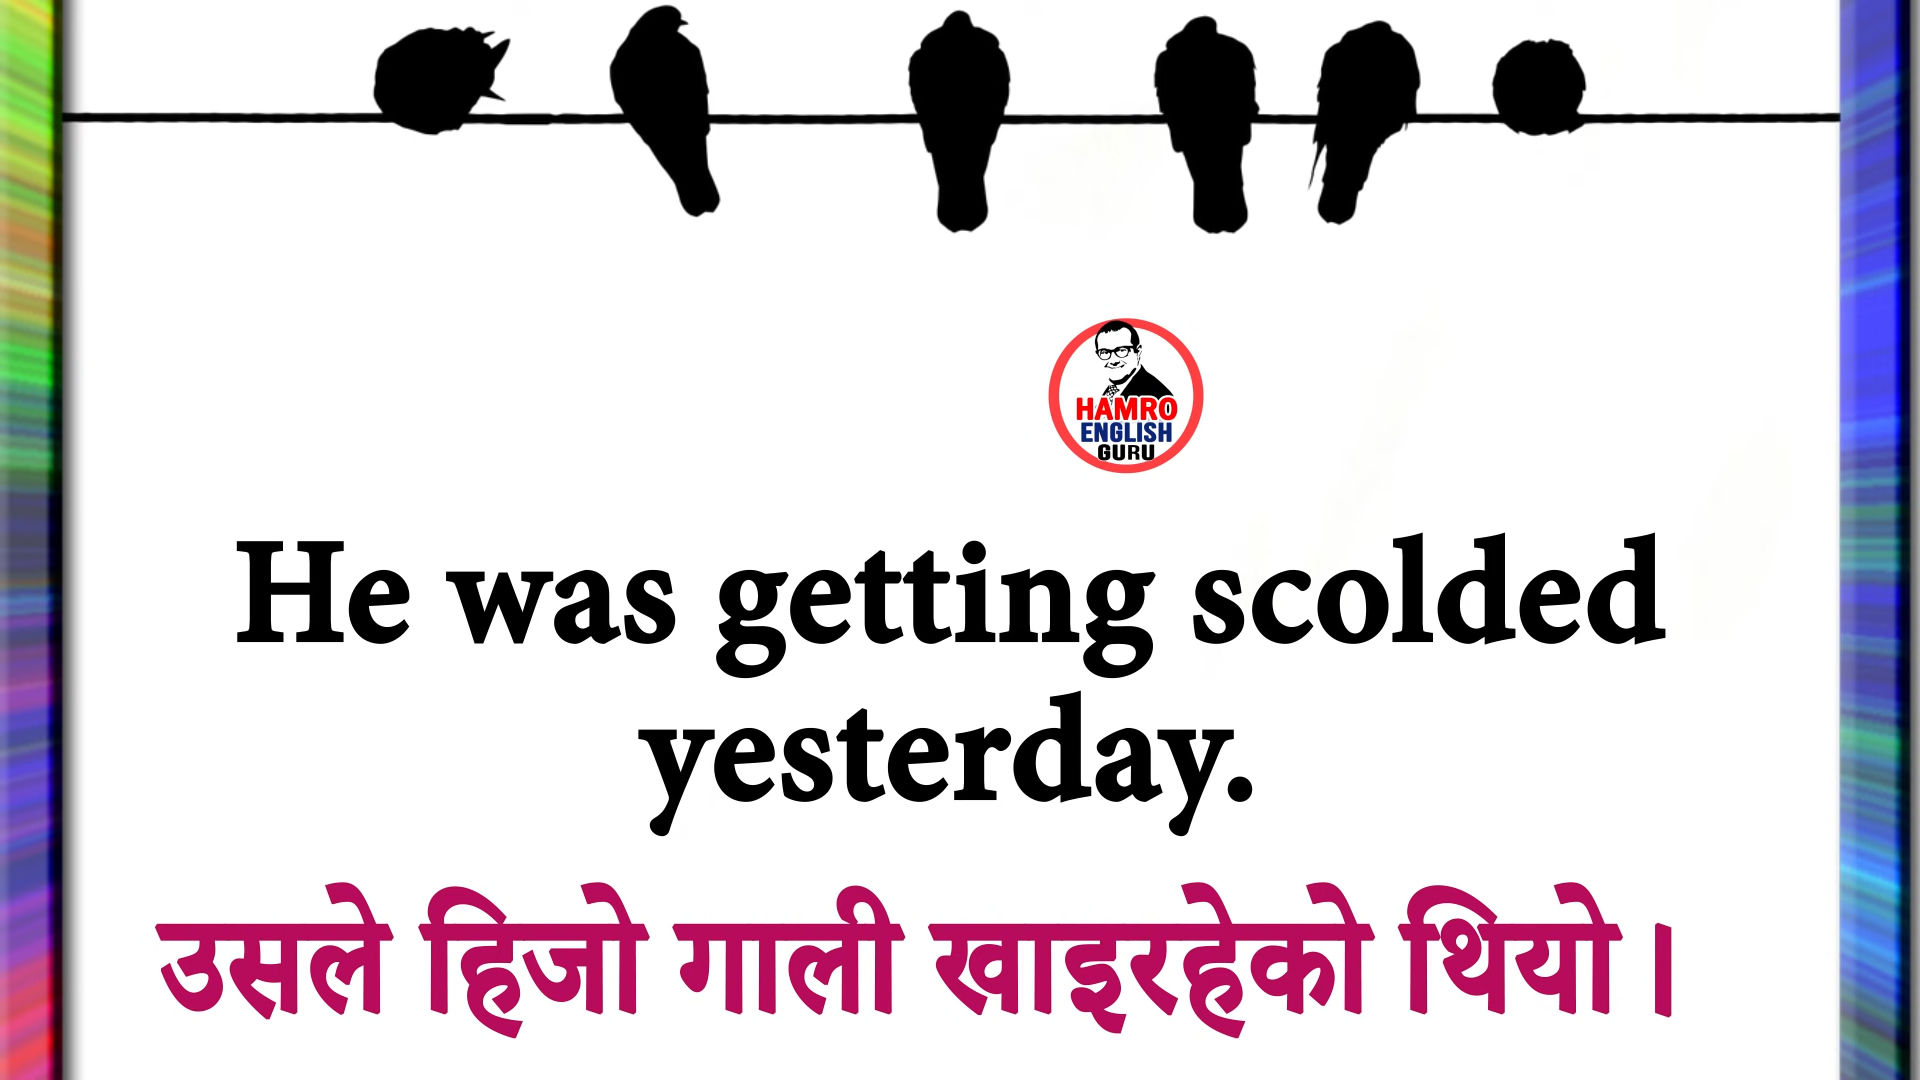 HAMRO
ENGLISH
GURU
He was getting scolded
yesterday.
उसले हिजो गाली खाइरहेको थियो ।